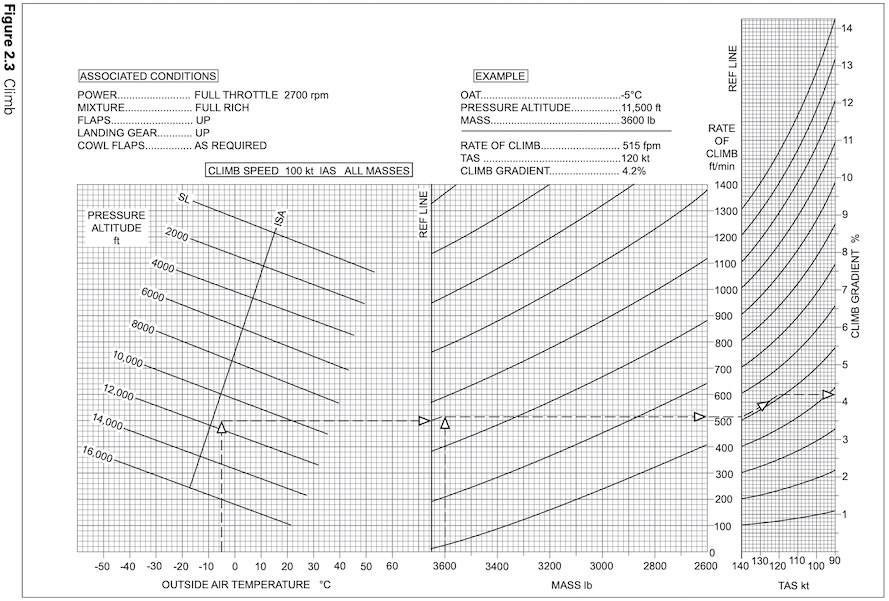 Figure 2.3 Climb
ASSOCIATED CONDITIONS
POWER........................ FULL THROTTLE 2700 rpm
MIXTURE...................... FULL RICH
FLAPS.......................... UP
LANDING GEAR............ UP
COWL FLAPS............... AS REQUIRED
EXAMPLE
OAT..............................................-5°C
PRESSURE ALTITUDE................11,500 ft
MASS..........................................3600 lb
RATE OF CLIMB......................... 515 fpm
TAS ............................................. 120 kt
CLIMB GRADIENT...................... 4.2%
CLIMB SPEED 100 kt IAS ALL MASSES
PRESSURE
ALTITUDE
ft
SL
2000
4000
6000
8000
10,000
12,000
14,000
16,000
ISA
REF LINE
-50 -40 -30 -20 -10 0 10 20 30 40 50 60
OUTSIDE AIR TEMPERATURE °C
3600 3400 3200 3000 2800 2600
MASS lb
RATE
OF
CLIMB
ft/min
1400
1300
1200
1100
1000
900
800
700
600
500
400
300
200
100
0
REF LINE
14
13
12
11
10
9
8
7
6
5
4
3
2
1
CLIMB GRADIENT %
140 130 120 110 100 90
TAS kt